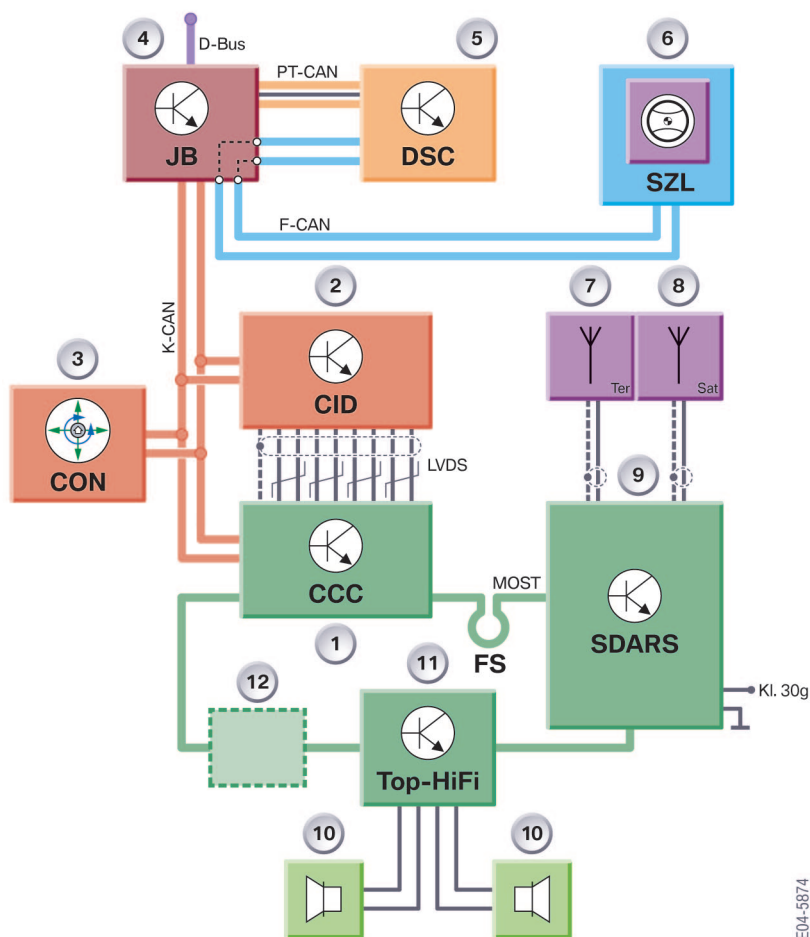 4
D-Bus
5
6
PT-CAN
JB
DSC
SZL
F-CAN
2
7
8
K-CAN
3
CID
Ter
Sat
CON
LVDS
9
CCC
MOST
SDARS
1
FS
11
12
Kl. 30g
Top-HiFi
10
10
E04-5874